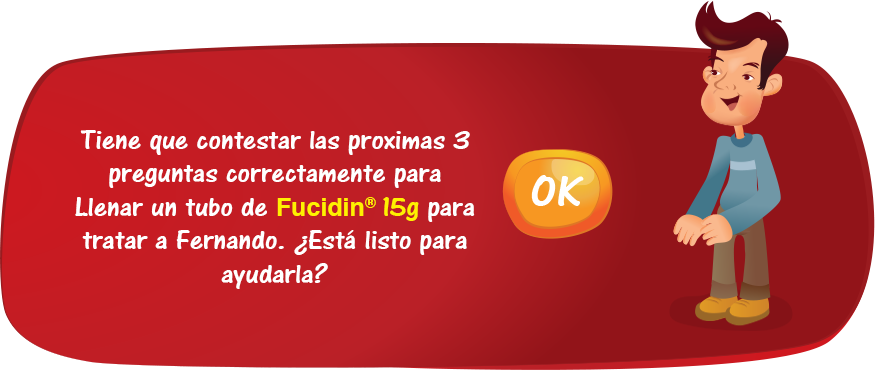 Tiene que contestar las proximas 3
preguntas correctamente para
Llenar un tubo de Fucidin® 15g para
tratar a Fernando. ¿Está listo para
ayudarla?
OK